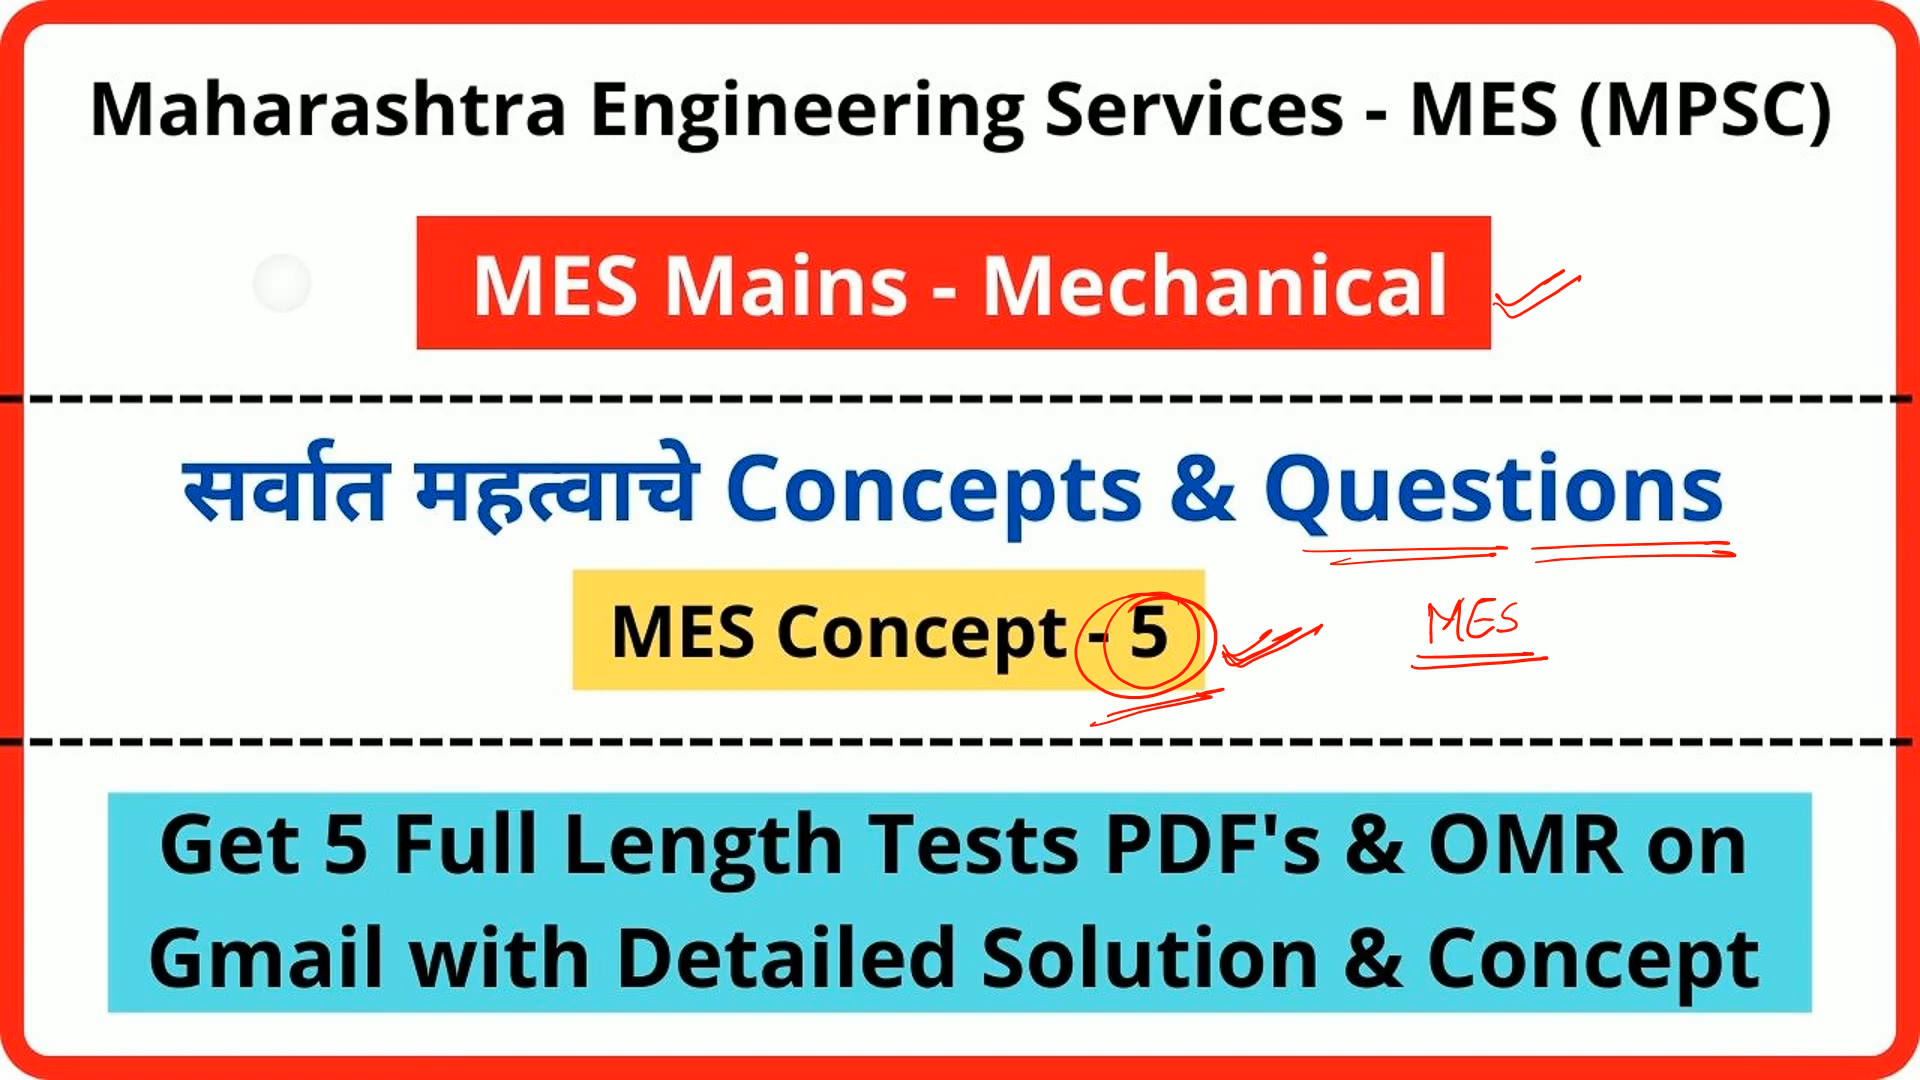 Maharashtra Engineering Services - MES (MPSC)
MES Mains - Mechanical
सर्वात महत्वाचे Concepts & Questions
MES Concept - 5
MES
Get 5 Full Length Tests PDF's & OMR on
Gmail with Detailed Solution & Concept